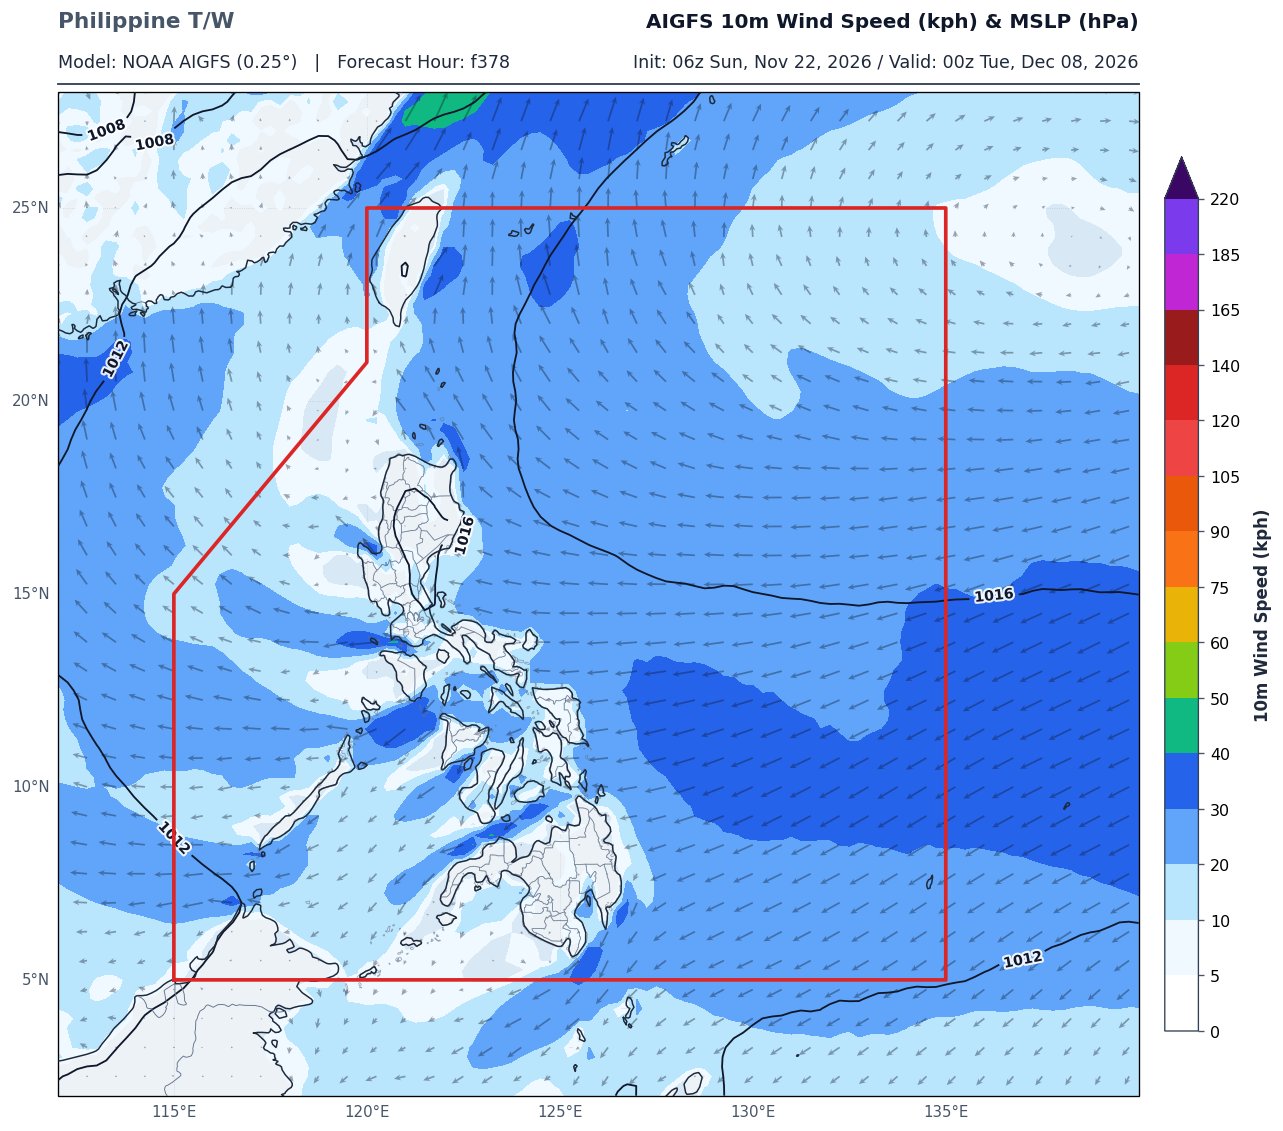 Philippine T/W
AIGFS 10m Wind Speed (kph) & MSLP (hPa)
Model: NOAA AIGFS (0.25°) | Forecast Hour: f378
Init: 06z Sun, Nov 22, 2026 / Valid: 00z Tue, Dec 08, 2026
1008
1008
1012
1016
1016
1012
1012
25°N
20°N
15°N
10°N
5°N
115°E
120°E
125°E
130°E
135°E
220
185
165
140
120
105
90
75
60
50
40
30
20
10
5
0
10m Wind Speed (kph)